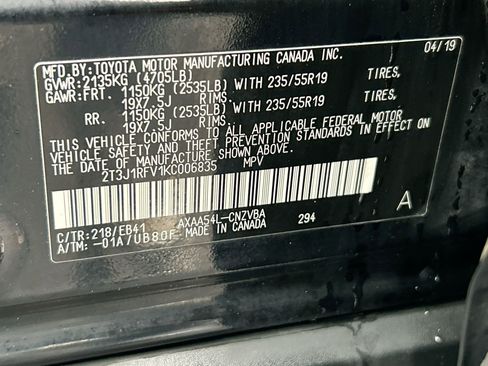 MFD.BY:TOYOTA MOTOR MANUFACTURING CANADA INC. 04/19
GVWR:2135KG (4705LB)
GAWR:FRT. 1150KG (2535LB) WITH 235/55R19 TIRES,
19X7.5J RIMS
RR. 1150KG (2535LB) WITH 235/55R19 TIRES,
19X7.5J RIMS
THIS VEHICLE CONFORMS TO ALL APPLICABLE FEDERAL MOTOR
VEHICLE SAFETY AND THEFT PREVENTION STANDARDS IN EFFECT
ON THE DATE OF MANUFACTURE SHOWN ABOVE.
2T3J1RFV1KC006835 MPV
C/TR:218/EB41 AXAA54L-CNZVBA 294 A
A/TM: -01A/UB80F MADE IN CANADA